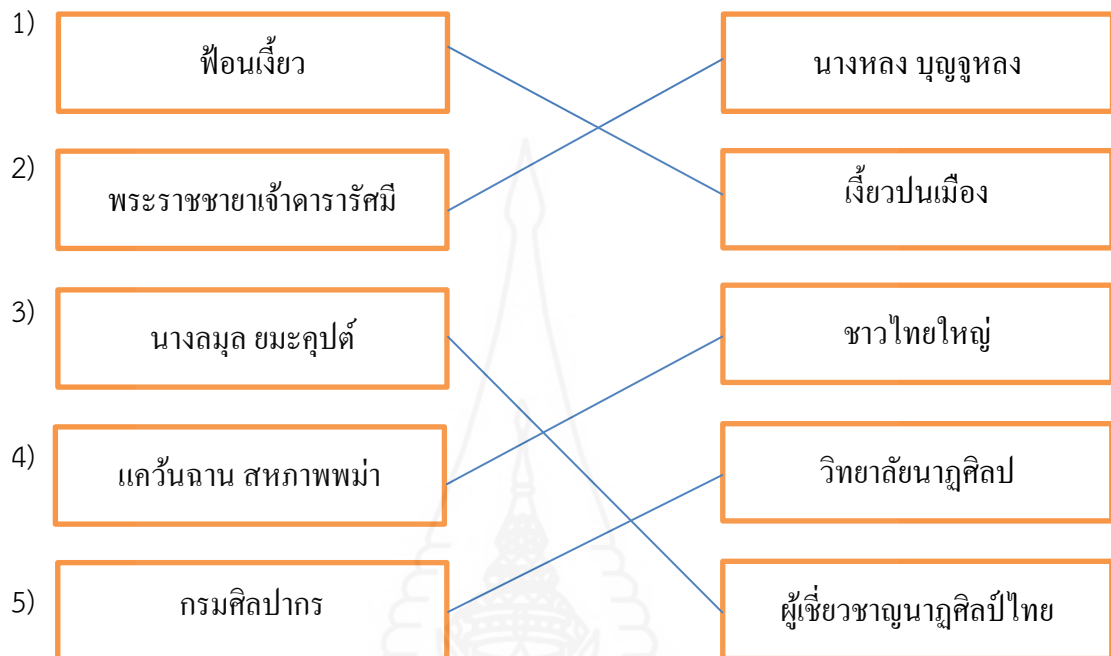 1) ฟ้อนเงี้ยว นางหลง บุญจูหลง
2) พระราชชายาเจ้าดารารัศมี เงี้ยวปนเมือง
3) นางลมุล ยมะคุปต์ ชาวไทยใหญ่
4) แคว้นฉาน สหภาพพม่า วิทยาลัยนาฏศิลป
5) กรมศิลปากร ผู้เชี่ยวชาญนาฏศิลป์ไทย